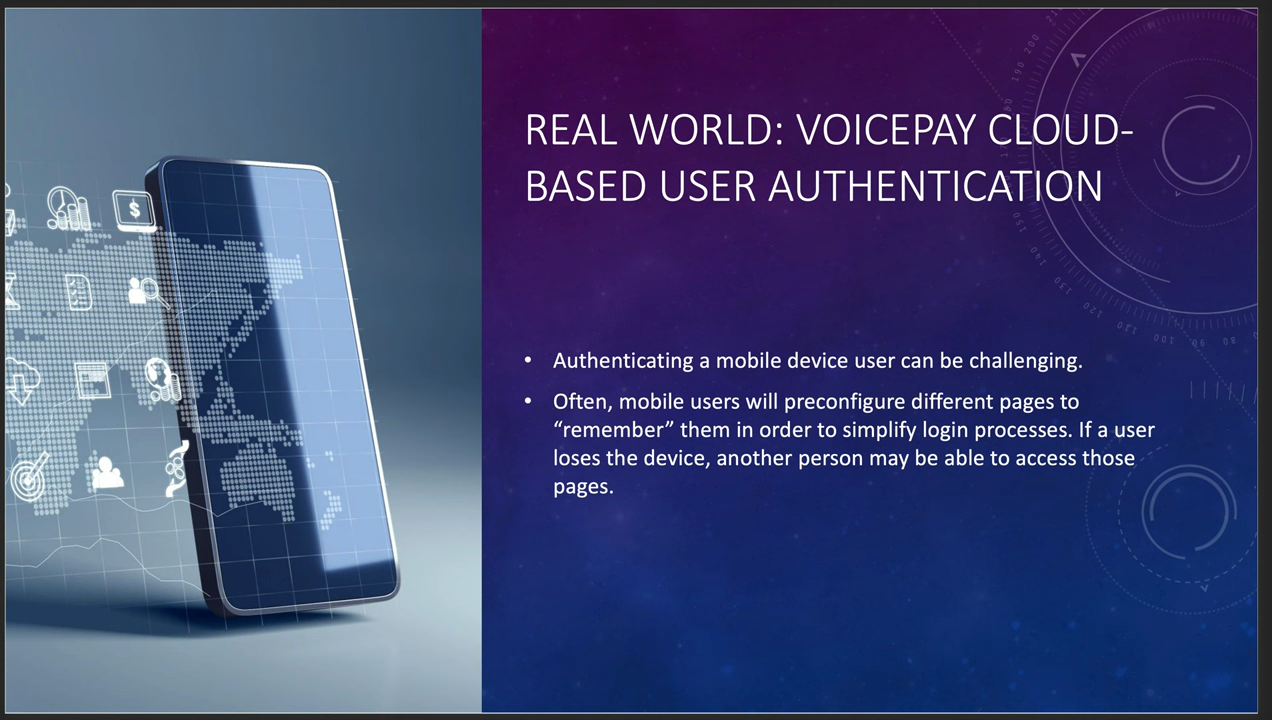 REAL WORLD: VOICEPAY CLOUD-
BASED USER AUTHENTICATION
• Authenticating a mobile device user can be challenging.
• Often, mobile users will preconfigure different pages to
“remember” them in order to simplify login processes. If a user
loses the device, another person may be able to access those
pages.
$